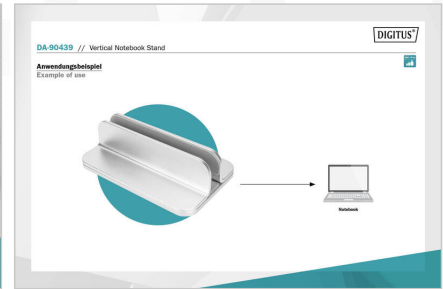 DIGITUS®
DA-90439 // Vertical Notebook Stand
Anwendungsbeispiel
Example of use
Notebook